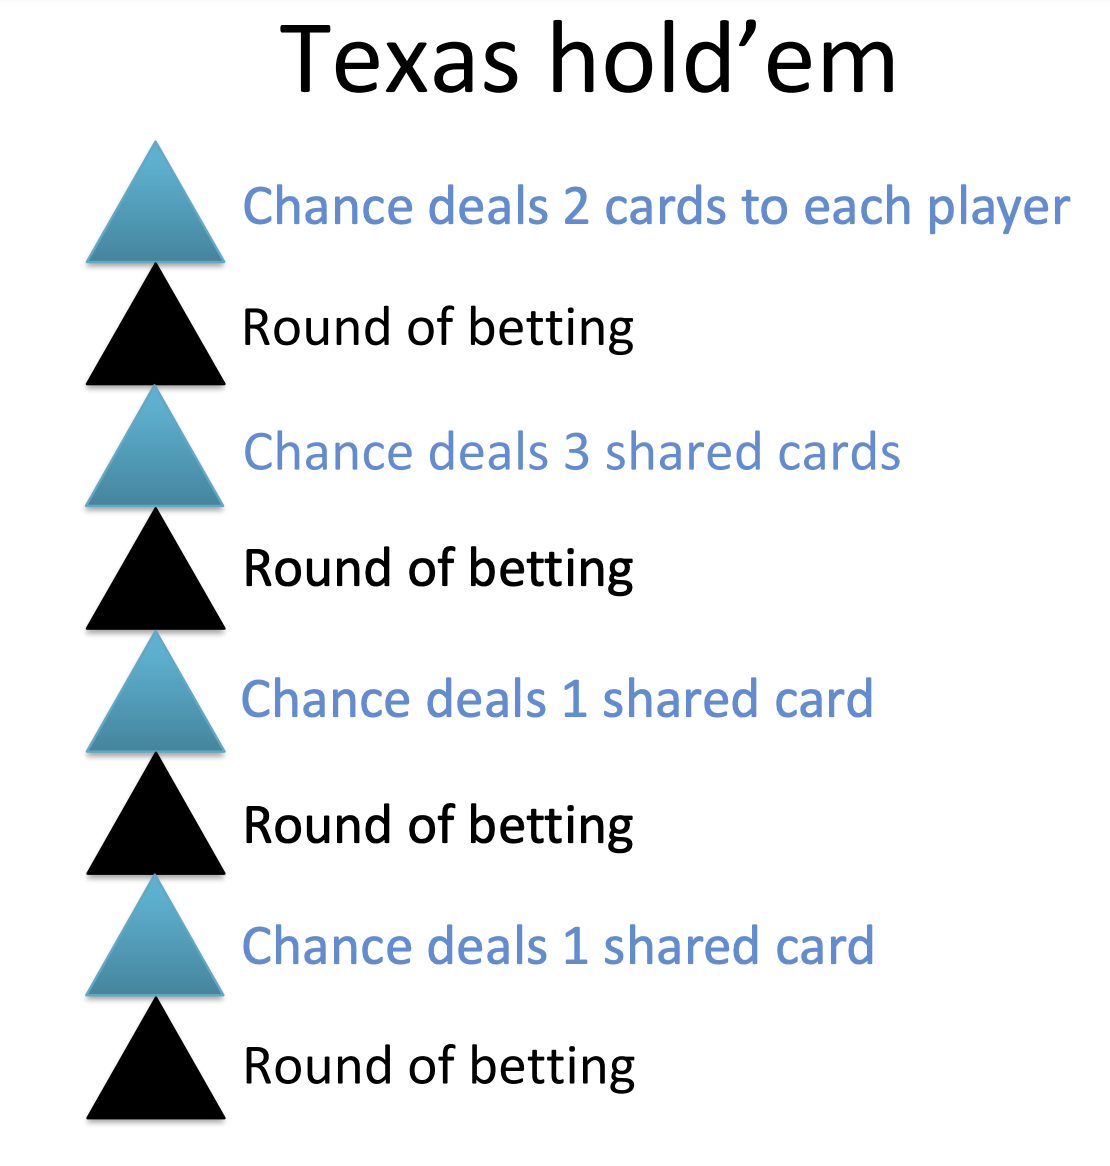 Texas hold’em
Chance deals 2 cards to each player
Round of betting
Chance deals 3 shared cards
Round of betting
Chance deals 1 shared card
Round of betting
Chance deals 1 shared card
Round of betting